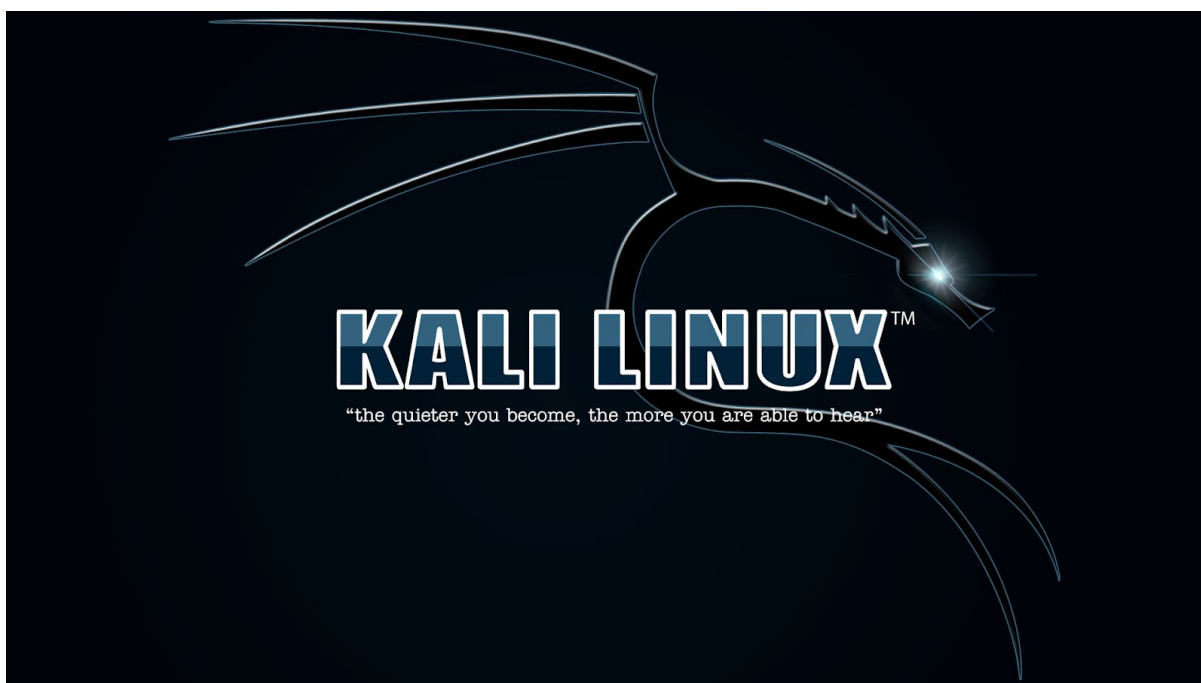 KALI LINUX™
“the quieter you become, the more you are able to hear”